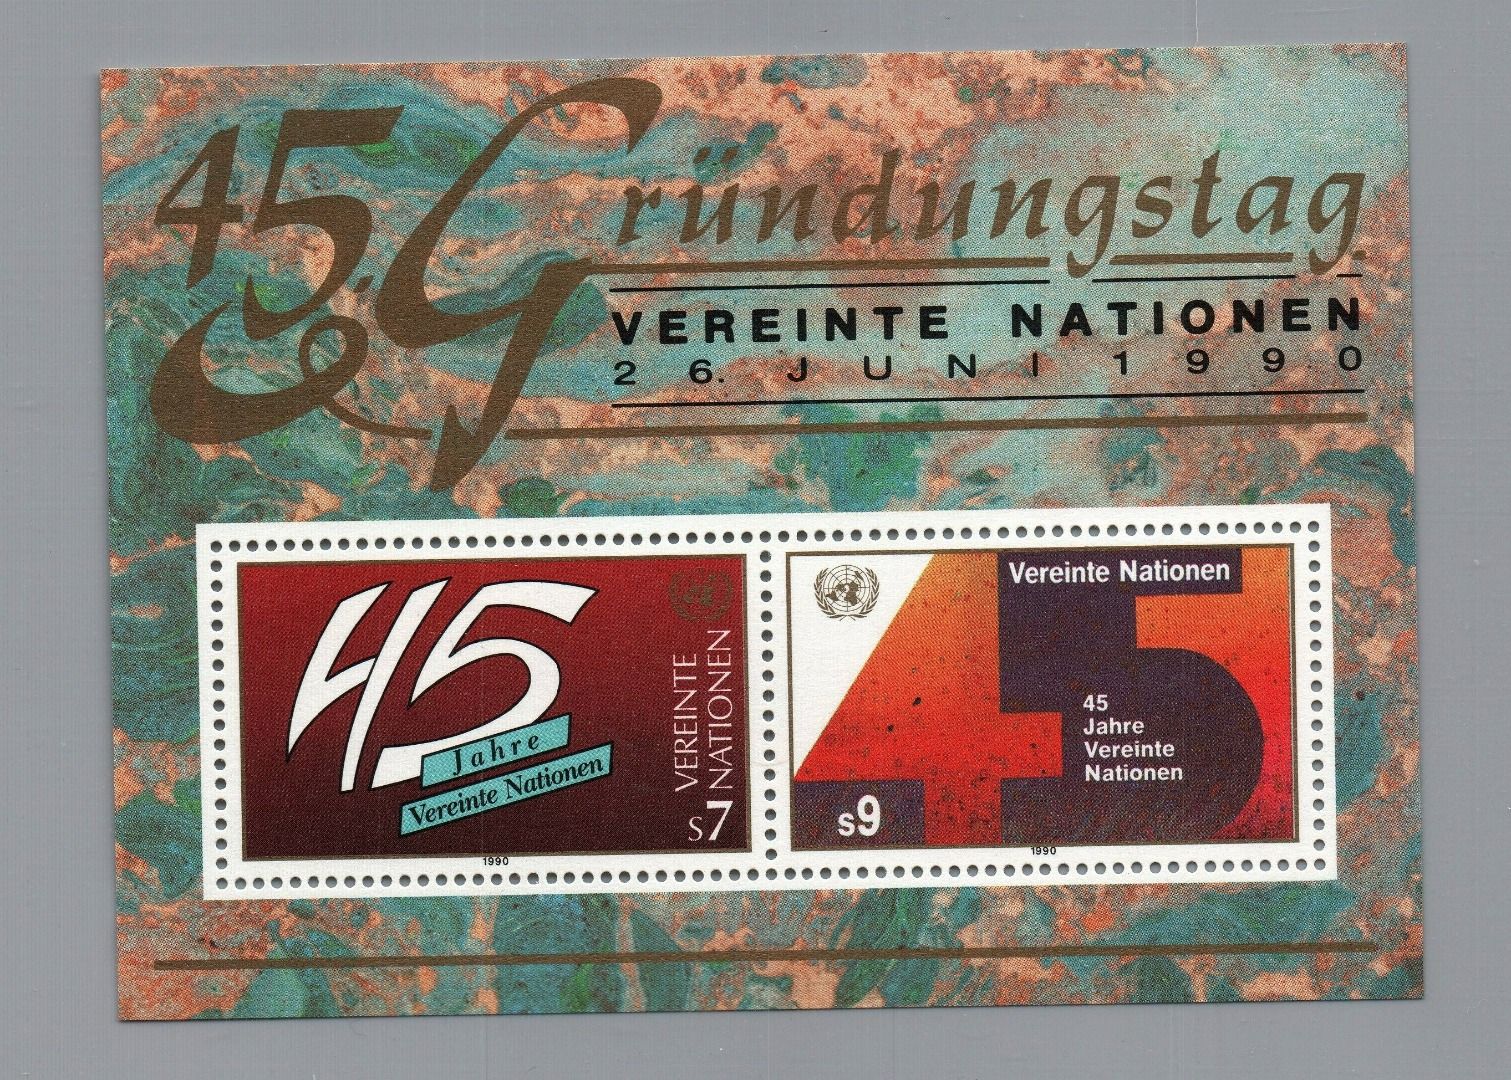 45. Gründungstag
VEREINTE NATIONEN
26. JUNI 1990
45
Jahre
Vereinte Nationen
VEREINTE
NATIONEN
s7
1990
Vereinte Nationen
45
45
Jahre
Vereinte
Nationen
s9
1990